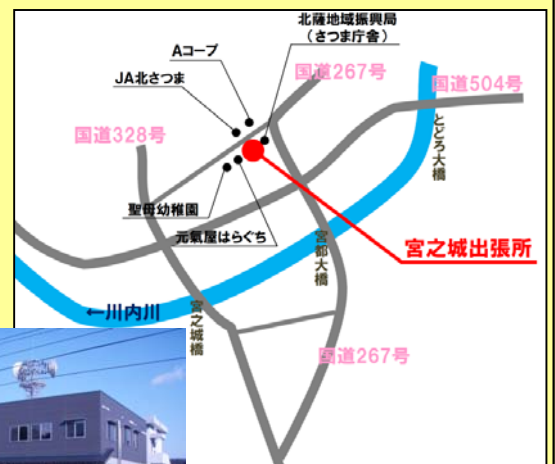 北薩地域振興局
（さつま庁舎）
Aコープ
JA北さつま
国道267号
国道504号
国道328号
とどろ大橋
聖母幼稚園
元氣屋はらぐち
宮都大橋
宮之城出張所
←川内川
宮之城橋
国道267号